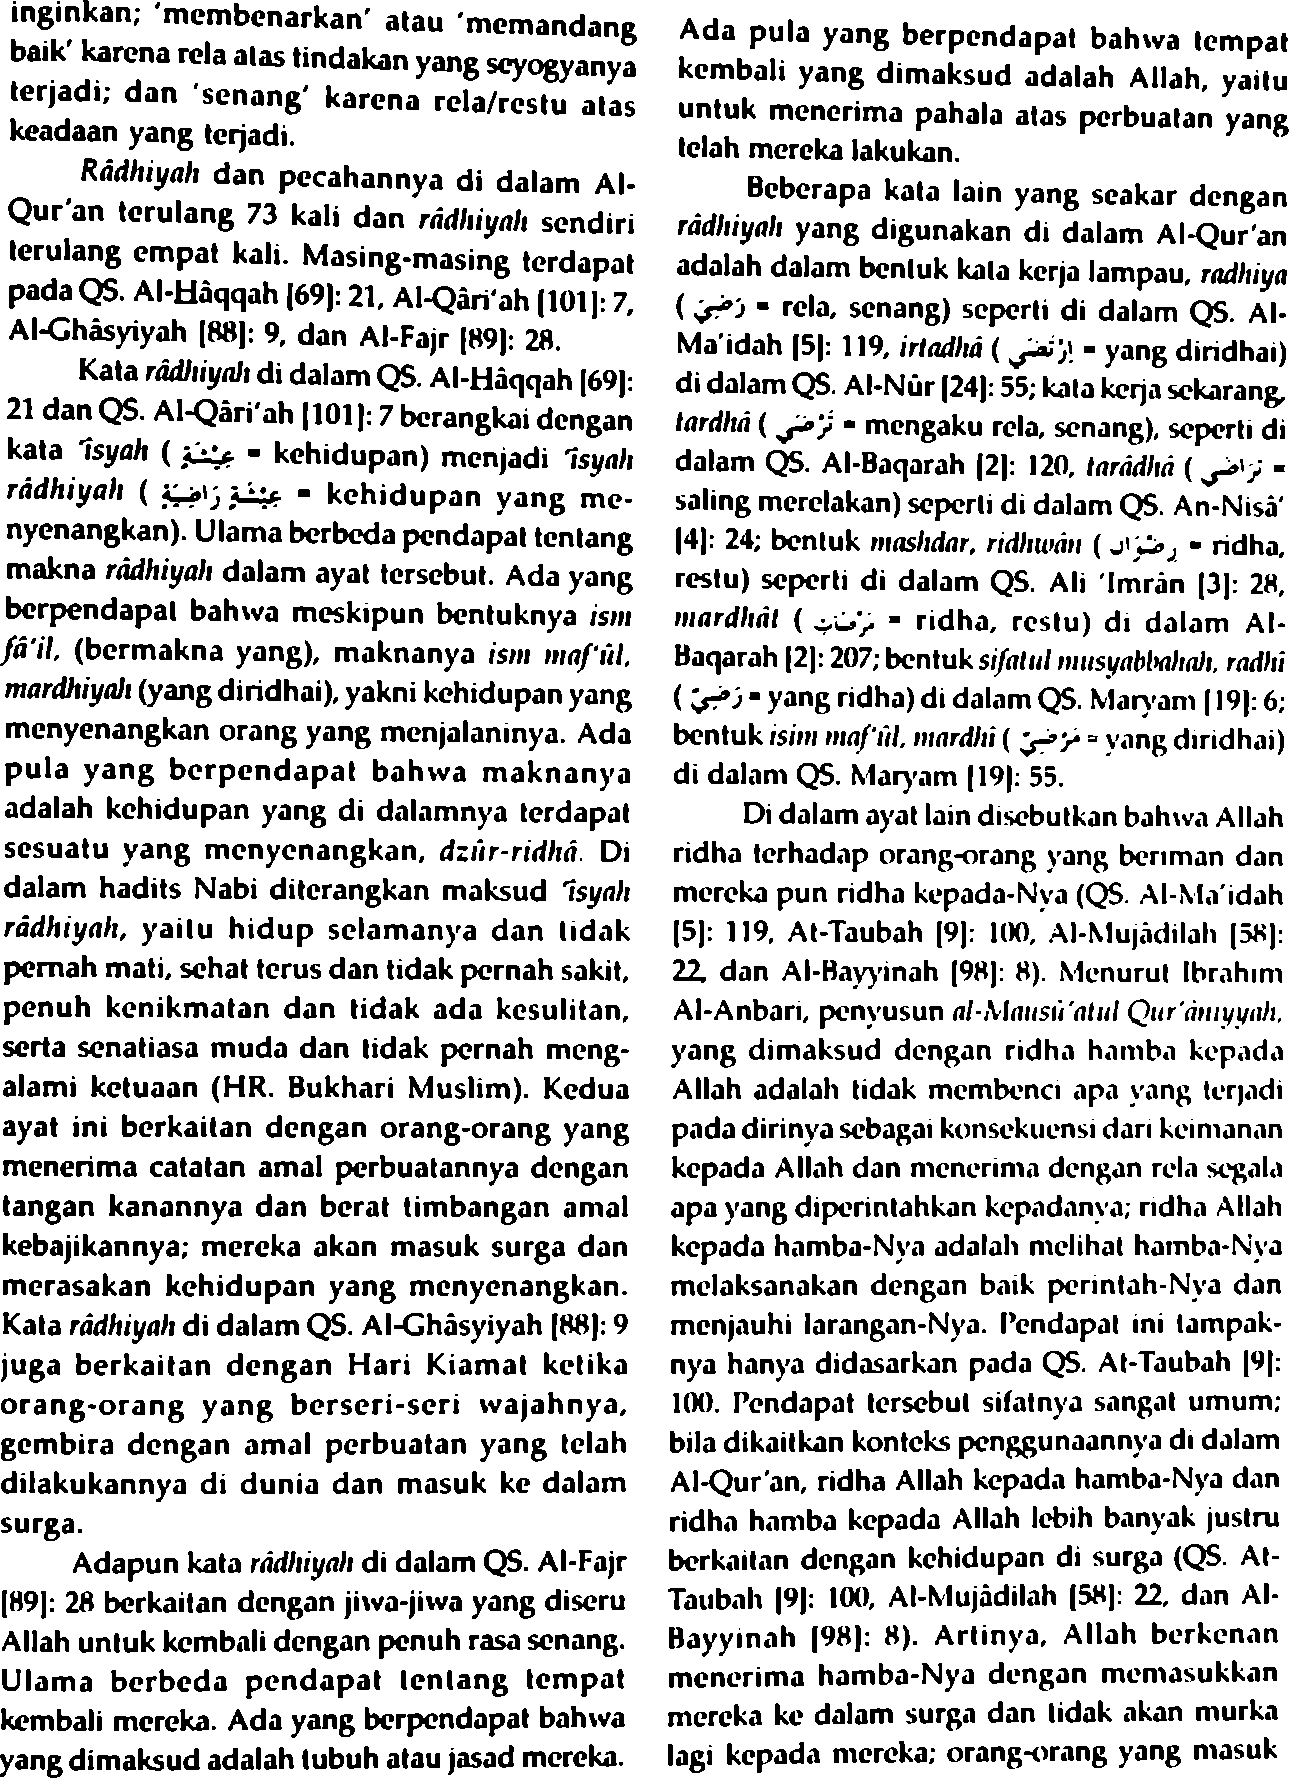 inginkan; 'membenarkan' atau 'memandang
baik' karena rela atas tindakan yang seyogyanya
terjadi; dan 'senang' karena rela/restu atas
keadaan yang terjadi.
Râdhiyah dan pecahannya di dalam Al-
Qur'an terulang 73 kali dan râdhiyah sendiri
terulang empat kali. Masing-masing terdapat
pada QS. Al-Hâqqah [69]: 21, Al-Qâri'ah [101]: 7,
Al-Ghâsyiyah [88]: 9, dan Al-Fajr [89]: 28.
Kata râdhiyah di dalam QS. Al-Hâqqah [69]:
21 dan QS. Al-Qâri'ah [101]: 7 berangkai dengan
kata 'îsyah ( عِيْشَةٌ = kehidupan) menjadi 'îsyah
râdhiyah ( عِيْشَةٌ رَاضِيَةٌ = kehidupan yang me-
nyenangkan). Ulama berbeda pendapat tentang
makna râdhiyah dalam ayat tersebut. Ada yang
berpendapat bahwa meskipun bentuknya ism
fâ'il, (bermakna yang), maknanya ism maf'ûl,
mardhiyah (yang diridhai), yakni kehidupan yang
menyenangkan orang yang menjalaninya. Ada
pula yang berpendapat bahwa maknanya
adalah kehidupan yang di dalamnya terdapat
sesuatu yang menyenangkan, dzûr-ridhâ. Di
dalam hadits Nabi diterangkan maksud 'îsyah
râdhiyah, yaitu hidup selamanya dan tidak
pernah mati, sehat terus dan tidak pernah sakit,
penuh kenikmatan dan tidak ada kesulitan,
serta senatiasa muda dan tidak pernah meng-
alami ketuaan (HR. Bukhari Muslim). Kedua
ayat ini berkaitan dengan orang-orang yang
menerima catatan amal perbuatannya dengan
tangan kanannya dan berat timbangan amal
kebajikannya; mereka akan masuk surga dan
merasakan kehidupan yang menyenangkan.
Kata râdhiyah di dalam QS. Al-Ghâsyiyah [88]: 9
juga berkaitan dengan Hari Kiamat ketika
orang-orang yang berseri-seri wajahnya,
gembira dengan amal perbuatan yang telah
dilakukannya di dunia dan masuk ke dalam
surga.
Adapun kata râdhiyah di dalam QS. Al-Fajr
[89]: 28 berkaitan dengan jiwa-jiwa yang diseru
Allah untuk kembali dengan penuh rasa senang.
Ulama berbeda pendapat tentang tempat
kembali mereka. Ada yang berpendapat bahwa
yang dimaksud adalah tubuh atau jasad mereka.
Ada pula yang berpendapat bahwa tempat
kembali yang dimaksud adalah Allah, yaitu
untuk menerima pahala atas perbuatan yang
telah mereka lakukan.
Beberapa kata lain yang seakar dengan
râdhiyah yang digunakan di dalam Al-Qur'an
adalah dalam bentuk kata kerja lampau, radhiya
( رَضِيَ = rela, senang) seperti di dalam QS. Al-
Ma'idah [5]: 119, irtadhâ ( اِرْتَضَى = yang diridhai)
di dalam QS. Al-Nûr [24]: 55; kata kerja sekarang,
tardhâ ( تَرْضَى = mengaku rela, senang), seperti di
dalam QS. Al-Baqarah [2]: 120, tarâdhâ ( تَرَاضَى =
saling merelakan) seperti di dalam QS. An-Nisâ'
[4]: 24; bentuk mashdar, ridhwân ( رِضْوَان = ridha,
restu) seperti di dalam QS. Ali 'Imrân [3]: 28,
mardhât ( مَرْضَات = ridha, restu) di dalam Al-
Baqarah [2]: 207; bentuk sifatul musyabbahah, radhî
( رَضِيّ = yang ridha) di dalam QS. Maryam [19]: 6;
bentuk isim maf'ûl, mardhî ( مَرْضِيّ = yang diridhai)
di dalam QS. Maryam [19]: 55.
Di dalam ayat lain disebutkan bahwa Allah
ridha terhadap orang-orang yang beriman dan
mereka pun ridha kepada-Nya (QS. Al-Ma'idah
[5]: 119, At-Taubah [9]: 100, Al-Mujâdilah [58]:
22, dan Al-Bayyinah [98]: 8). Menurut Ibrahim
Al-Anbari, penyusun al-Mausû'atul Qur'âniyyah,
yang dimaksud dengan ridha hamba kepada
Allah adalah tidak membenci apa yang terjadi
pada dirinya sebagai konsekuensi dari keimanan
kepada Allah dan menerima dengan rela segala
apa yang diperintahkan kepadanya; ridha Allah
kepada hamba-Nya adalah melihat hamba-Nya
melaksanakan dengan baik perintah-Nya dan
menjauhi larangan-Nya. Pendapat ini tampak-
nya hanya didasarkan pada QS. At-Taubah [9]:
100. Pendapat tersebut sifatnya sangat umum;
bila dikaitkan konteks penggunaannya di dalam
Al-Qur'an, ridha Allah kepada hamba-Nya dan
ridha hamba kepada Allah lebih banyak justru
berkaitan dengan kehidupan di surga (QS. At-
Taubah [9]: 100, Al-Mujâdilah [58]: 22, dan Al-
Bayyinah [98]: 8). Artinya, Allah berkenan
menerima hamba-Nya dengan memasukkan
mereka ke dalam surga dan tidak akan murka
lagi kepada mereka; orang-orang yang masuk